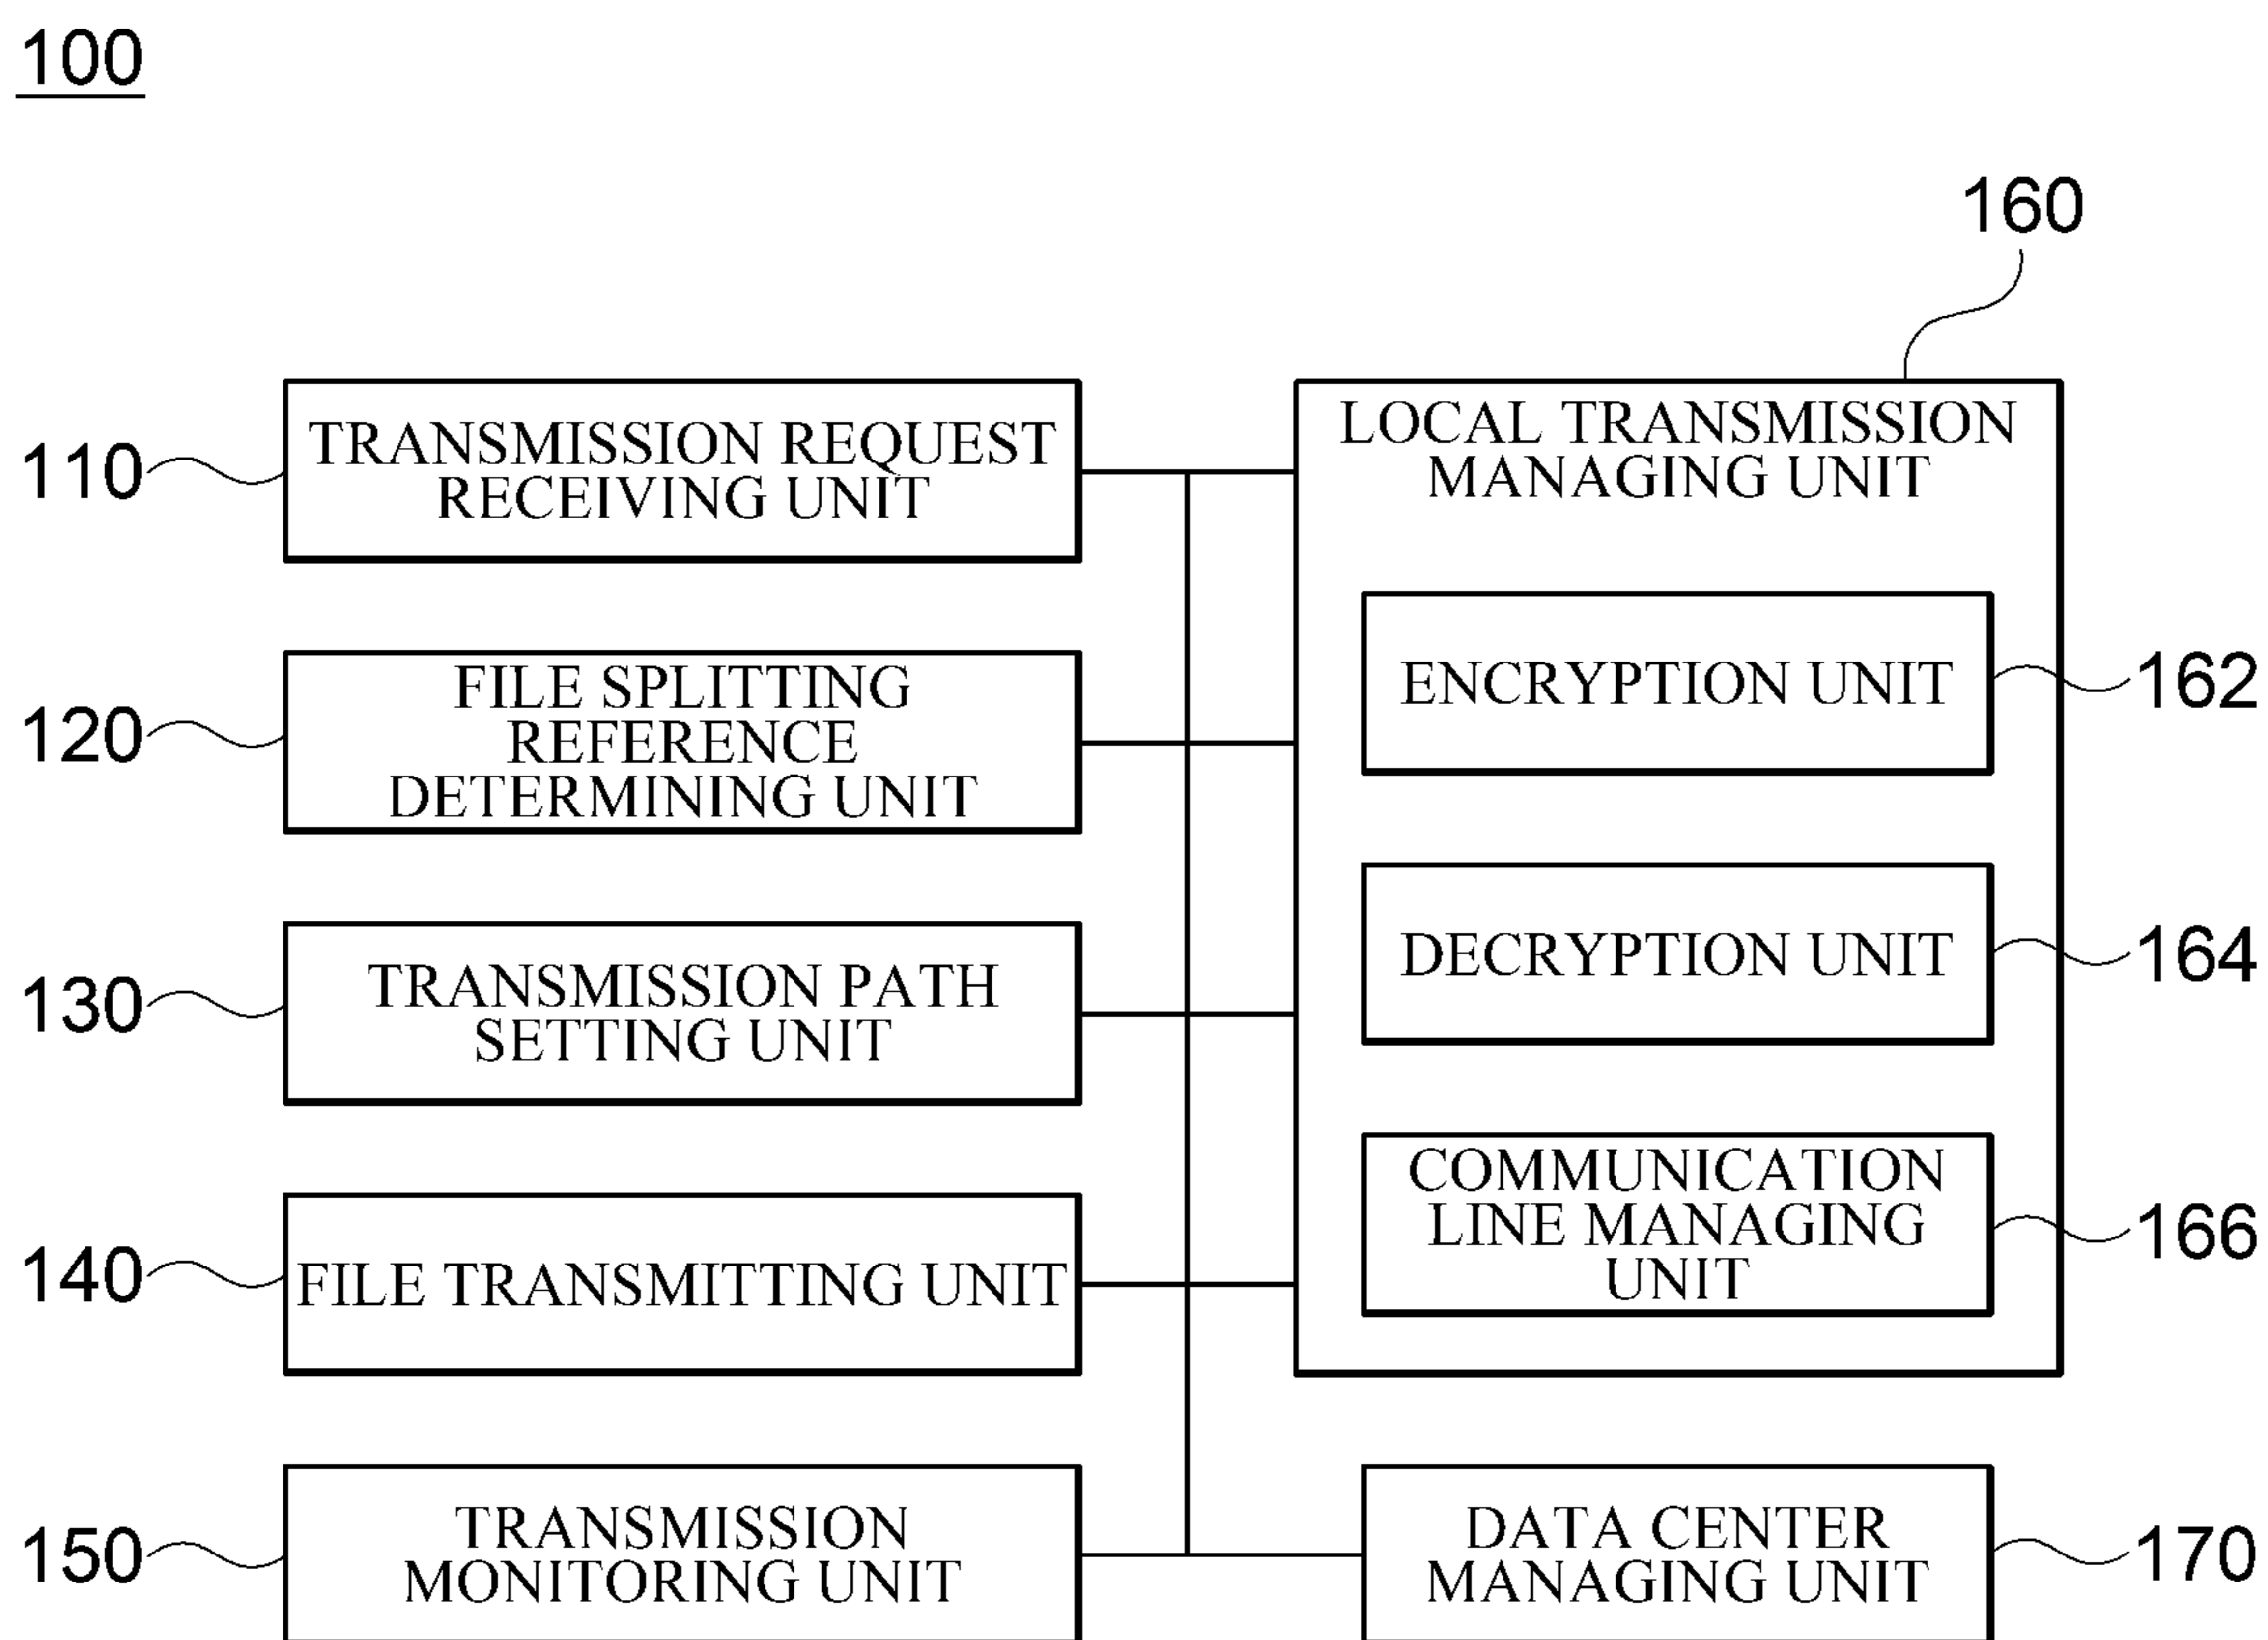 100
160
110
TRANSMISSION REQUEST
RECEIVING UNIT
120
FILE SPLITTING
REFERENCE
DETERMINING UNIT
130
TRANSMISSION PATH
SETTING UNIT
140
FILE TRANSMITTING UNIT
150
TRANSMISSION
MONITORING UNIT
LOCAL TRANSMISSION
MANAGING UNIT
ENCRYPTION UNIT
162
DECRYPTION UNIT
164
COMMUNICATION
LINE MANAGING
UNIT
166
DATA CENTER
MANAGING UNIT
170